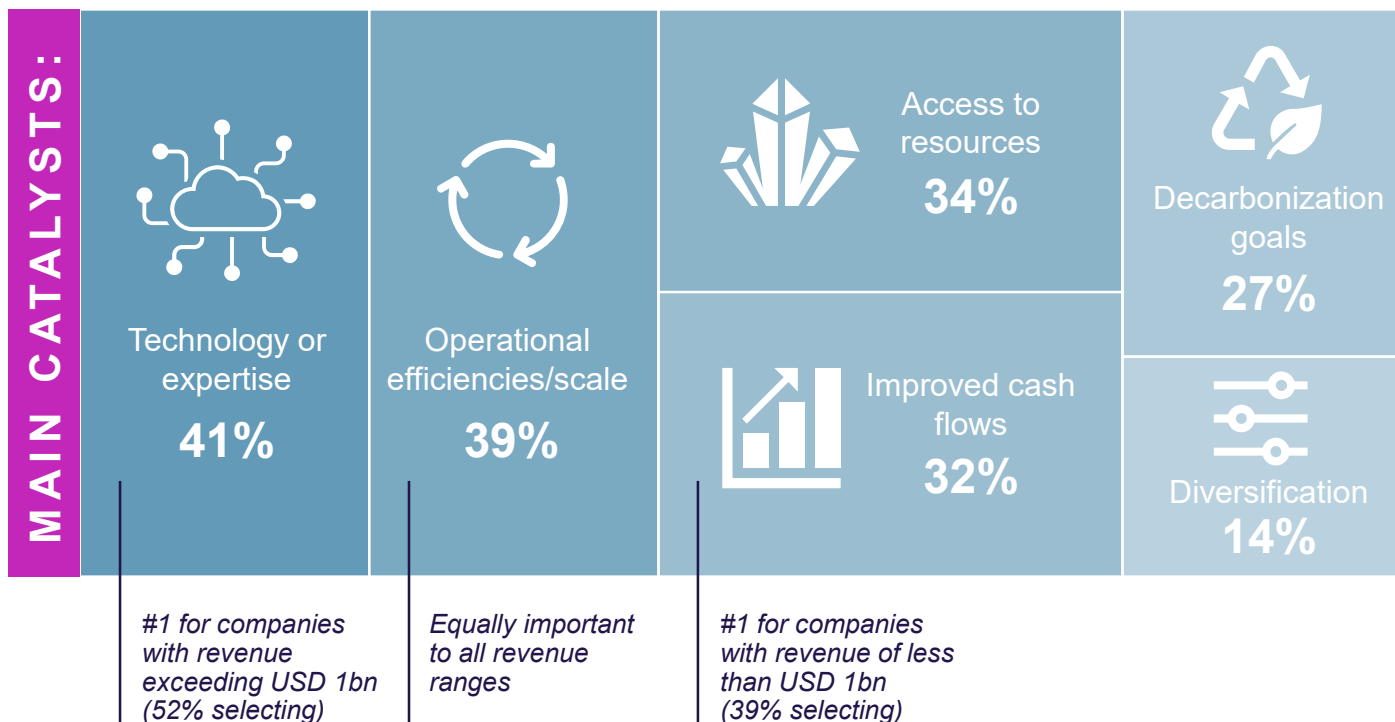 MAIN CATALYSTS:
Technology or
expertise
41%
Operational
efficiencies/scale
39%
Access to
resources
34%
Improved cash
flows
32%
Decarbonization
goals
27%
Diversification
14%
#1 for companies
with revenue
exceeding USD 1bn
(52% selecting)
Equally important
to all revenue
ranges
#1 for companies
with revenue of less
than USD 1bn
(39% selecting)